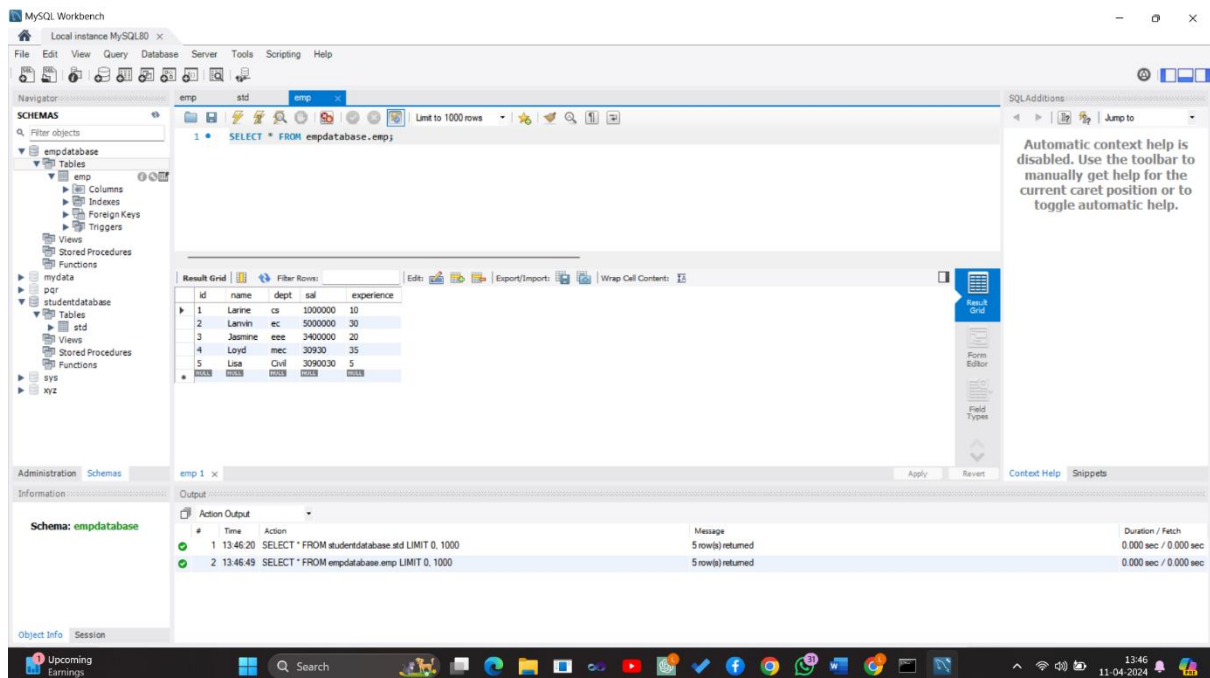 MySQL Workbench
Local instance MySQL80
File Edit View Query Database Server Tools Scripting Help
Navigator
SCHEMAS
Filter objects
empdatabase
Tables
emp
Columns
Indexes
Foreign Keys
Triggers
Views
Stored Procedures
Functions
mydata
pqr
studentdatabase
Tables
std
Views
Stored Procedures
Functions
sys
xyz
Administration Schemas
Information
Schema: empdatabase
Object Info Session
emp std emp
Limit to 1000 rows
1 SELECT * FROM empdatabase.emp;
Result Grid Filter Rows: Edit: Export/Import: Wrap Cell Content:
id name dept sal experience
1 Larine cs 1000000 10
2 Lanvin ec 5000000 30
3 Jasmine eee 3400000 20
4 Loyd mec 30930 35
5 Lisa Civil 3090030 5
NULL NULL NULL NULL NULL
Result
Grid
Form
Editor
Field
Types
emp 1 Apply Revert
Output
Action Output
# Time Action Message Duration / Fetch
1 13:46:20 SELECT * FROM studentdatabase.std LIMIT 0, 1000 5 row(s) returned 0.000 sec / 0.000 sec
2 13:46:49 SELECT * FROM empdatabase.emp LIMIT 0, 1000 5 row(s) returned 0.000 sec / 0.000 sec
SQLAdditions
Jump to
Automatic context help is
disabled. Use the toolbar to
manually get help for the
current caret position or to
toggle automatic help.
Context Help Snippets
1 Upcoming
Earnings
Search
31
13:46
11-04-2024